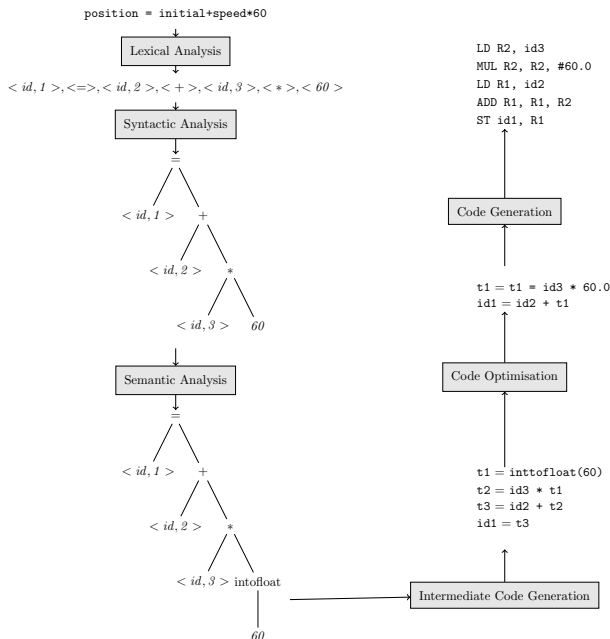 position = initial+speed*60
Lexical Analysis
< id, 1 >,<=>,< id, 2 >,< + >,< id, 3 >,< * >,< 60 >
Syntactic Analysis
=
< id, 1 > +
< id, 2 > *
< id, 3 > 60
Semantic Analysis
=
< id, 1 > +
< id, 2 > *
< id, 3 > intofloat
60
Intermediate Code Generation
t1 = inttofloat(60)
t2 = id3 * t1
t3 = id2 + t2
id1 = t3
Code Optimisation
t1 = t1 = id3 * 60.0
id1 = id2 + t1
Code Generation
LD R2, id3
MUL R2, R2, #60.0
LD R1, id2
ADD R1, R1, R2
ST id1, R1